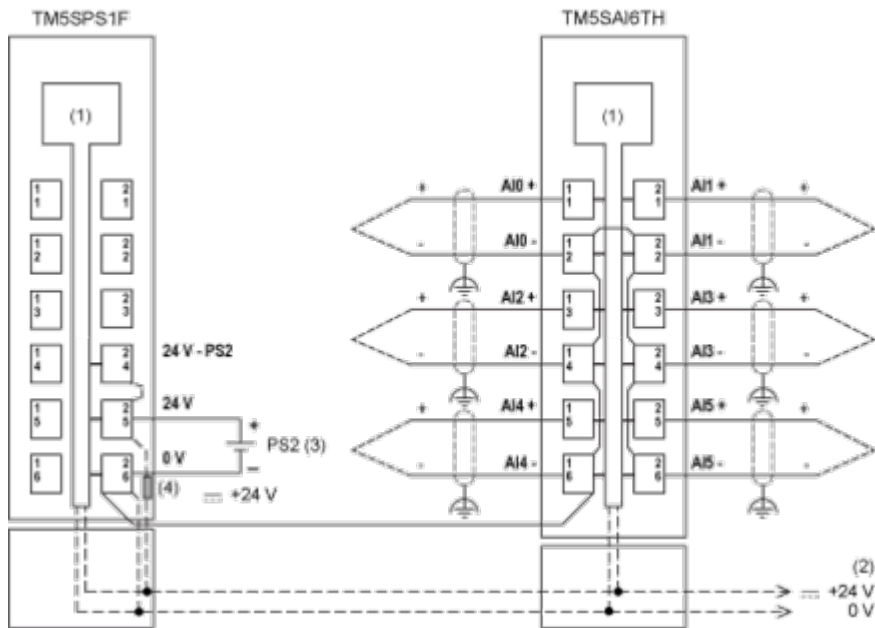 TM5SPS1F
TM5SAI6TH
(1)
(1)
1 1
2 1
1 2
2 2
1 3
2 3
1 4
2 4
1 5
2 5
1 6
2 6
24 V - PS2
24 V
0 V
+
PS2 (3)
-
(4)
+24 V
+ AI0 +
- AI0 -
+ AI2 +
- AI2 -
+ AI4 +
- AI4 -
1 1
2 1
1 2
2 2
1 3
2 3
1 4
2 4
1 5
2 5
1 6
2 6
AI1 + +
AI1 - -
AI3 + +
AI3 - -
AI5 + +
AI5 - -
(2)
+24 V
0 V